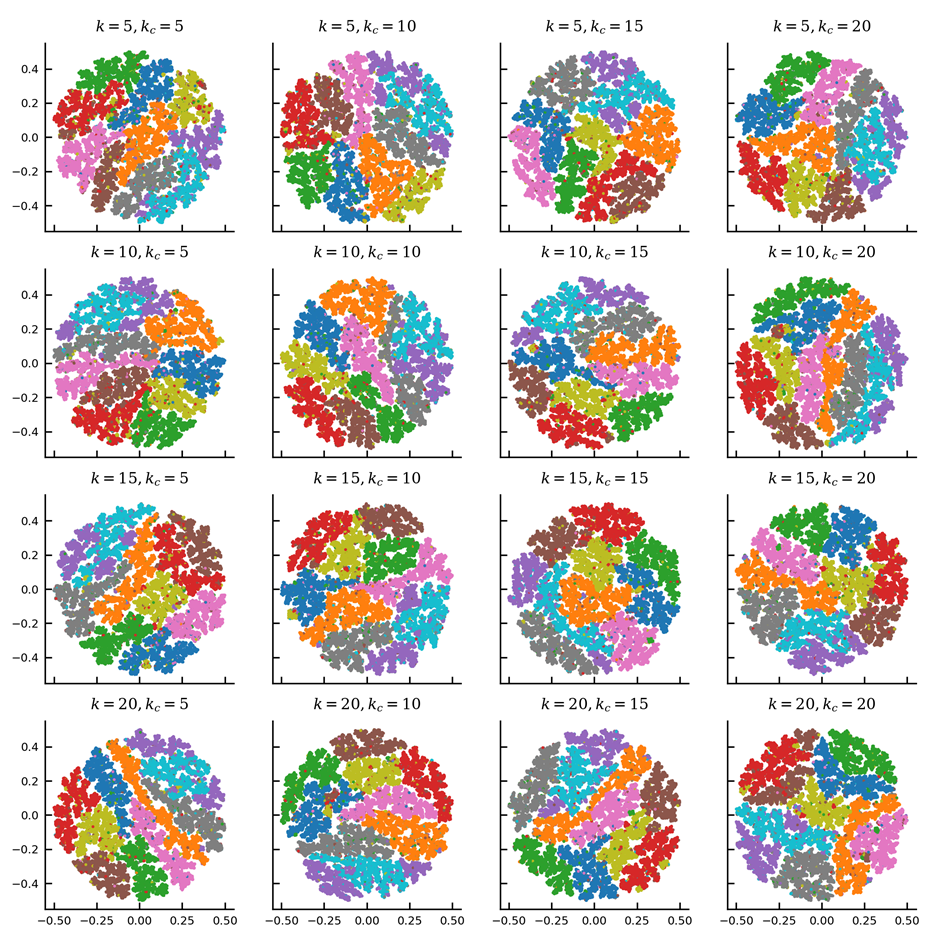 k = 5, k_c = 5
k = 5, k_c = 10
k = 5, k_c = 15
k = 5, k_c = 20
0.4
0.2
0.0
−0.2
−0.4
k = 10, k_c = 5
k = 10, k_c = 10
k = 10, k_c = 15
k = 10, k_c = 20
0.4
0.2
0.0
−0.2
−0.4
k = 15, k_c = 5
k = 15, k_c = 10
k = 15, k_c = 15
k = 15, k_c = 20
0.4
0.2
0.0
−0.2
−0.4
k = 20, k_c = 5
k = 20, k_c = 10
k = 20, k_c = 15
k = 20, k_c = 20
0.4
0.2
0.0
−0.2
−0.4
−0.50 −0.25 0.00 0.25 0.50
−0.50 −0.25 0.00 0.25 0.50
−0.50 −0.25 0.00 0.25 0.50
−0.50 −0.25 0.00 0.25 0.50